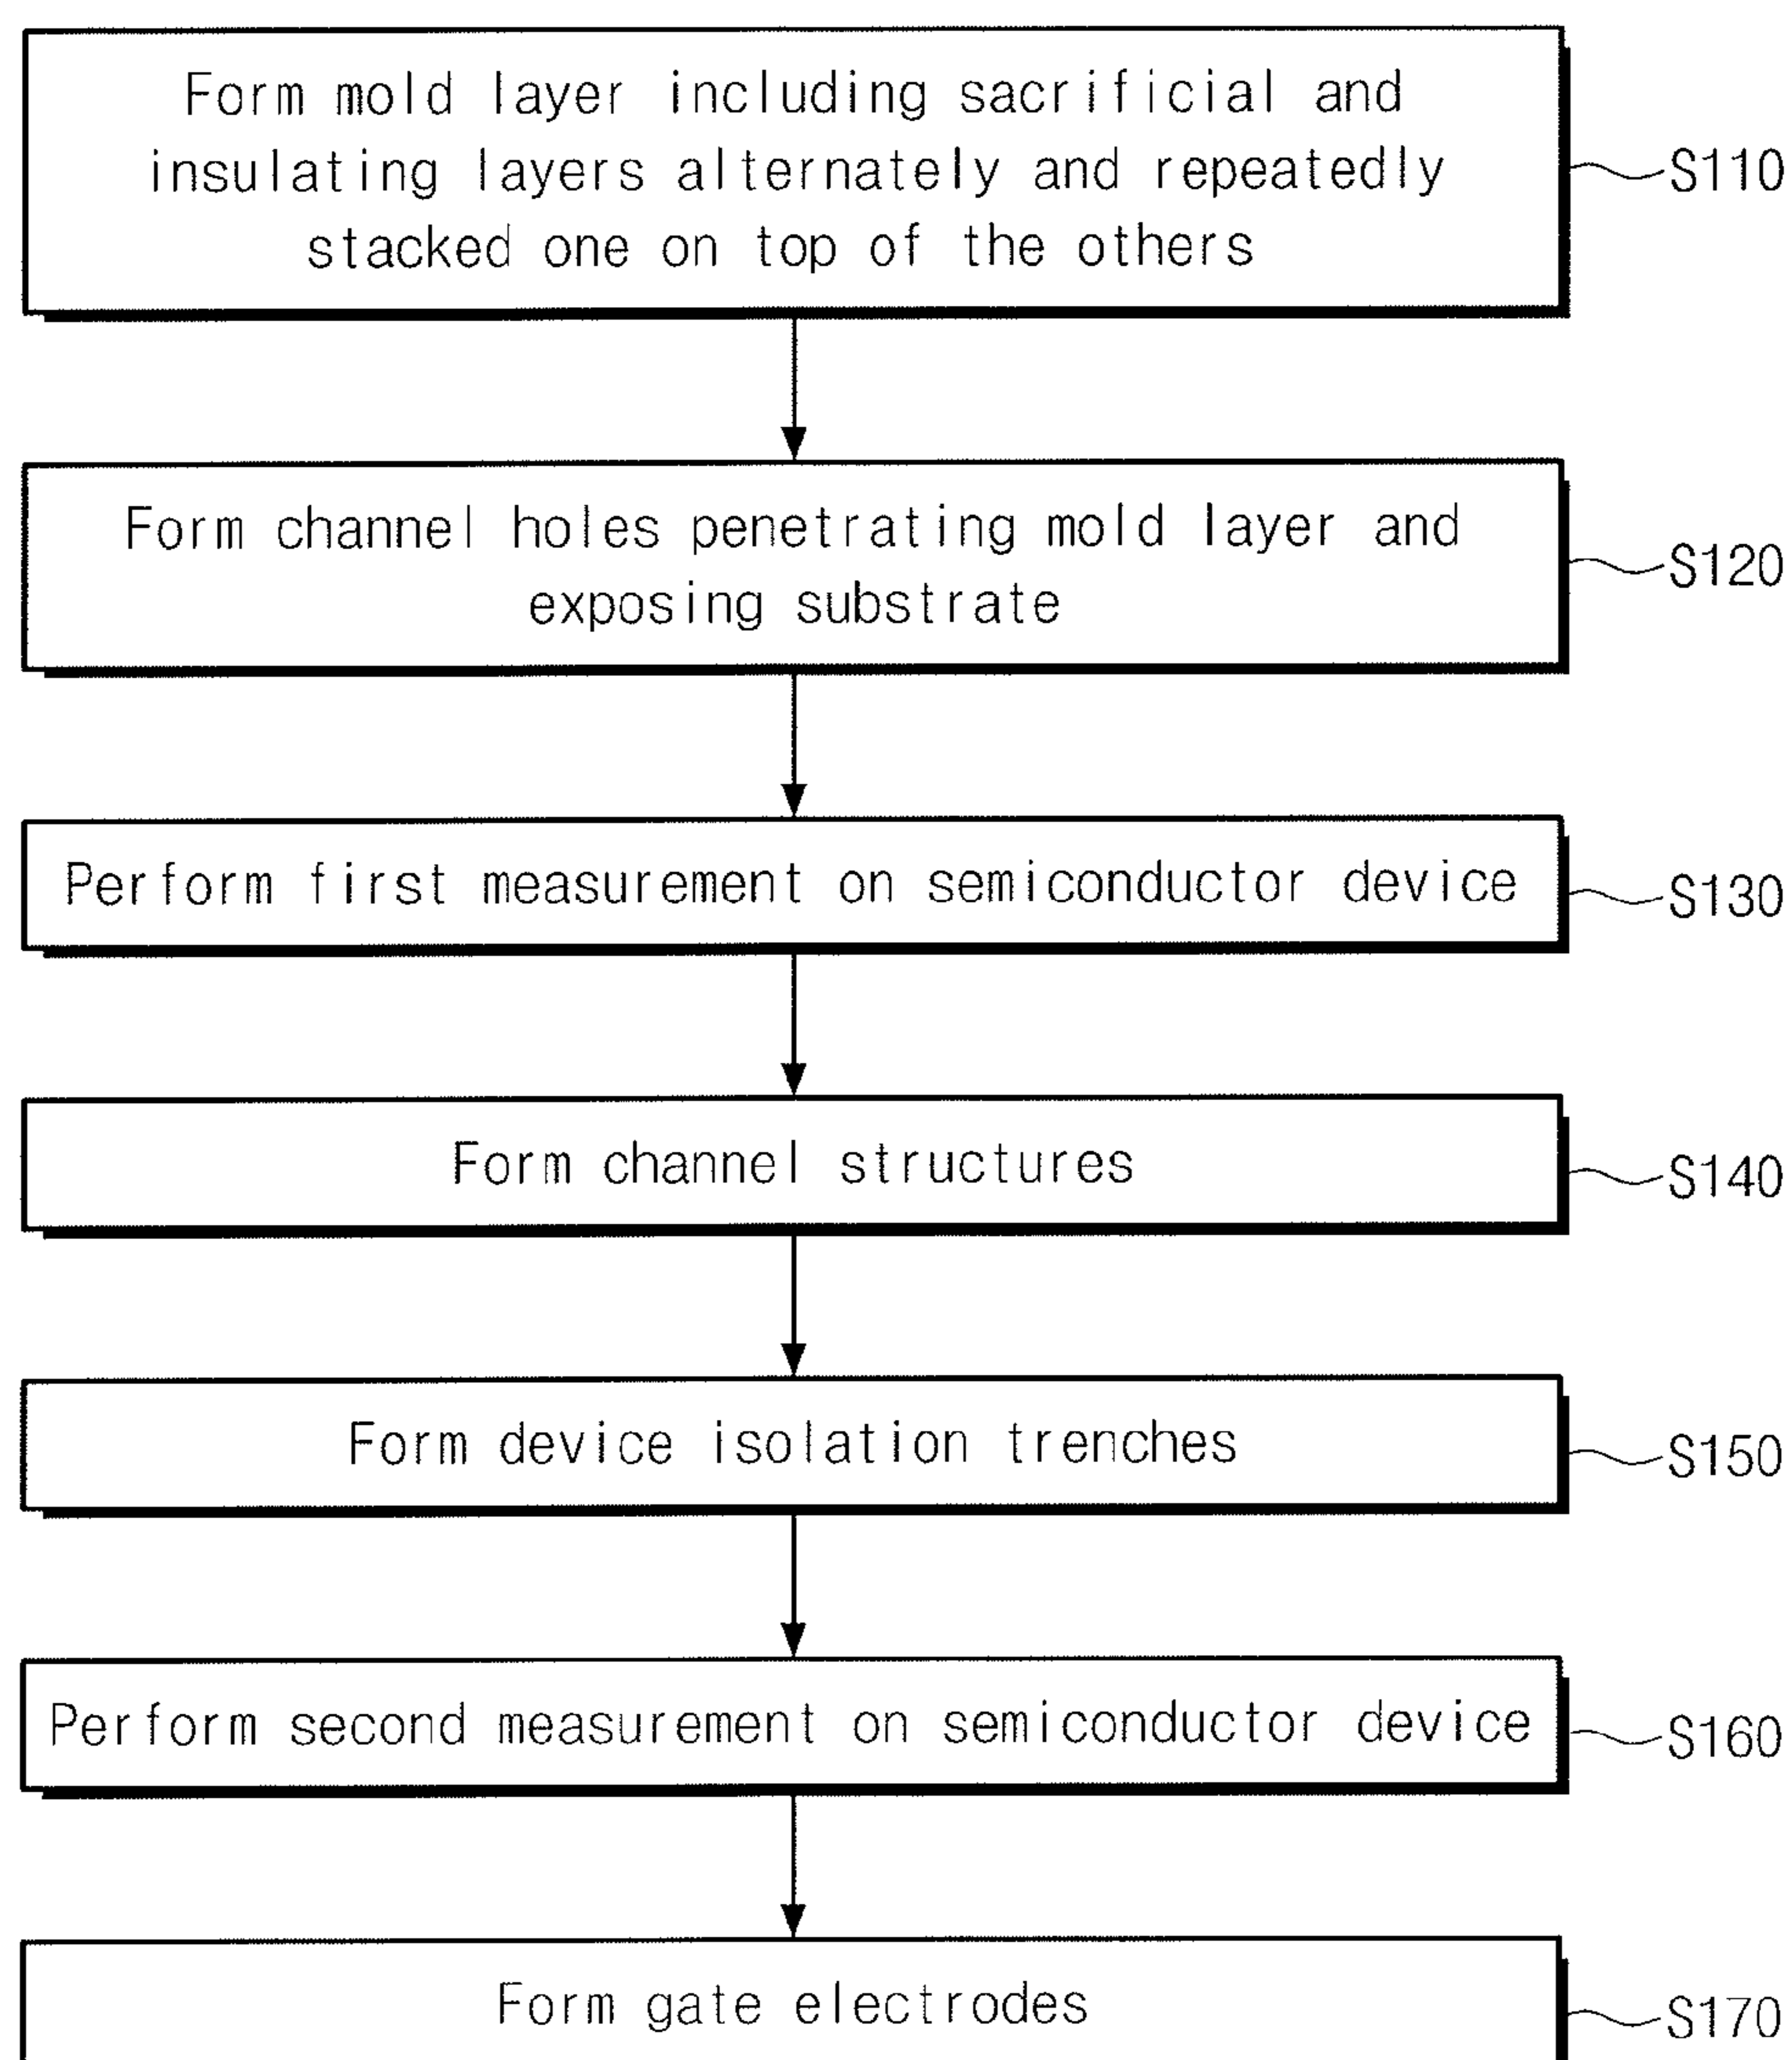 Form mold layer including sacrificial and
insulating layers alternately and repeatedly
stacked one on top of the others
S110
Form channel holes penetrating mold layer and
exposing substrate
S120
Perform first measurement on semiconductor device
S130
Form channel structures
S140
Form device isolation trenches
S150
Perform second measurement on semiconductor device
S160
Form gate electrodes
S170